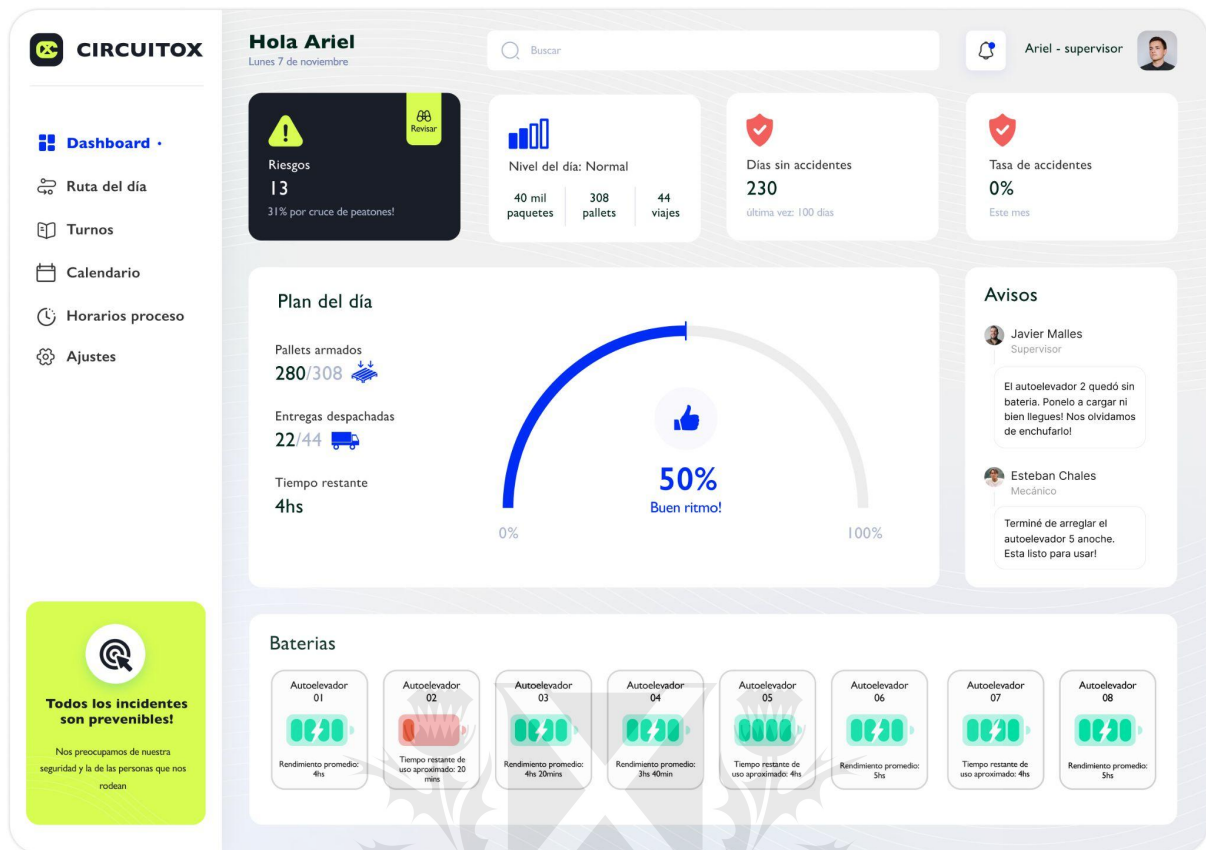 CIRCUITOX
Dashboard
Ruta del día
Turnos
Calendario
Horarios proceso
Ajustes
Todos los incidentes
son prevenibles!
Nos preocupamos de nuestra
seguridad y la de las personas que nos
rodean
Hola Ariel
Lunes 7 de noviembre
Buscar
Ariel - supervisor
Revisar
Riesgos
13
31% por cruce de peatones!
Nivel del día: Normal
40 mil
paquetes
308
pallets
44
viajes
Días sin accidentes
230
última vez: 100 días
Tasa de accidentes
0%
Este mes
Plan del día
Pallets armados
280/308
Entregas despachadas
22/44
Tiempo restante
4hs
50%
Buen ritmo!
0%
100%
Avisos
Javier Malles
Supervisor
El autoelevador 2 quedó sin
bateria. Ponelo a cargar ni
bien llegues! Nos olvidamos
de enchufarlo!
Esteban Chales
Mecánico
Terminé de arreglar el
autoelevador 5 anoche.
Esta listo para usar!
Baterias
Autoelevador
01
Rendimiento promedio:
4hs
Autoelevador
02
Tiempo restante de
uso aproximado: 20
mins
Autoelevador
03
Rendimiento promedio:
4hs 20mins
Autoelevador
04
Rendimiento promedio:
3hs 40min
Autoelevador
05
Tiempo restante de
uso aproximado: 4hs
Autoelevador
06
Rendimiento promedio:
5hs
Autoelevador
07
Tiempo restante de
uso aproximado: 4hs
Autoelevador
08
Rendimiento promedio:
5hs